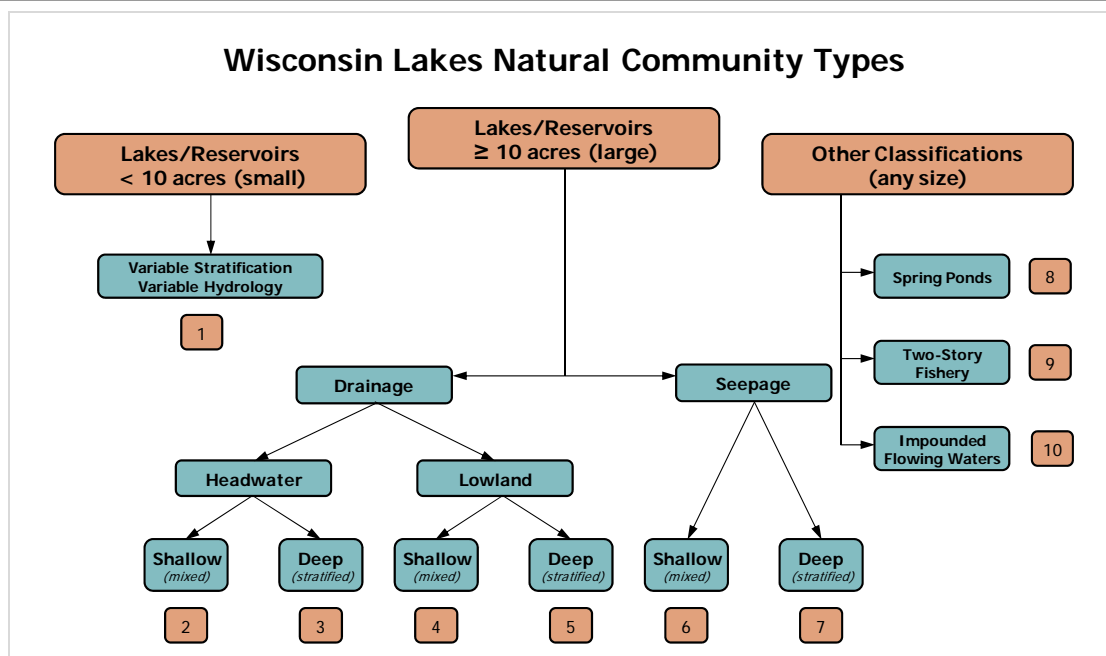 Wisconsin Lakes Natural Community Types
Lakes/Reservoirs
< 10 acres (small)
Lakes/Reservoirs
≥ 10 acres (large)
Other Classifications
(any size)
Variable Stratification
Variable Hydrology
1
Spring Ponds
8
Two-Story
Fishery
9
Impounded
Flowing Waters
10
Drainage
Seepage
Headwater
Lowland
Shallow
(mixed)
Deep
(stratified)
Shallow
(mixed)
Deep
(stratified)
Shallow
(mixed)
Deep
(stratified)
2
3
4
5
6
7